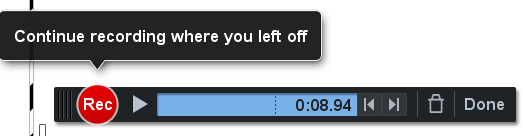 Continue recording where you left off
Rec 0:08.94 Done